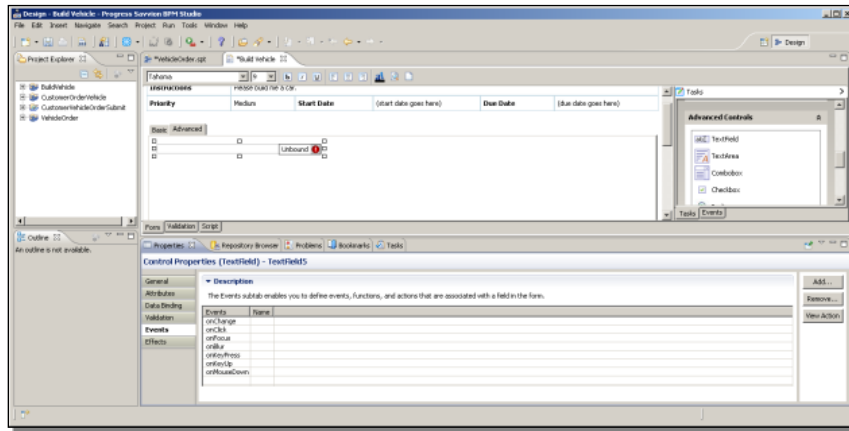 Design - Build Vehicle - Progress Savvion BPM Studio
File Edit Insert Navigate Search Project Run Tools Window Help
Design
Project Explorer
*VehicleOrder.spt
*Build Vehicle
BuildVehicle
CustomerOrderVehicle
CustomerVehicleOrderSubmit
VehicleOrder
Tahoma
9
Instructions Please build me a car.
Priority Medium Start Date (start date goes here) Due Date (due date goes here)
Basic Advanced
Unbound
Tasks
Advanced Controls
TextField
TextArea
Combobox
Checkbox
Tasks Events
Form Validation Script
Outline
An outline is not available.
Properties Repository Browser Problems Bookmarks Tasks
Control Properties (TextField) - TextField5
General
Attributes
Data Binding
Validation
Events
Effects
Description
The Events subtab enables you to define events, functions, and actions that are associated with a field in the form.
Events Name
onChange
onClick
onFocus
onBlur
onKeyPress
onKeyUp
onMouseDown
Add...
Remove...
View Action